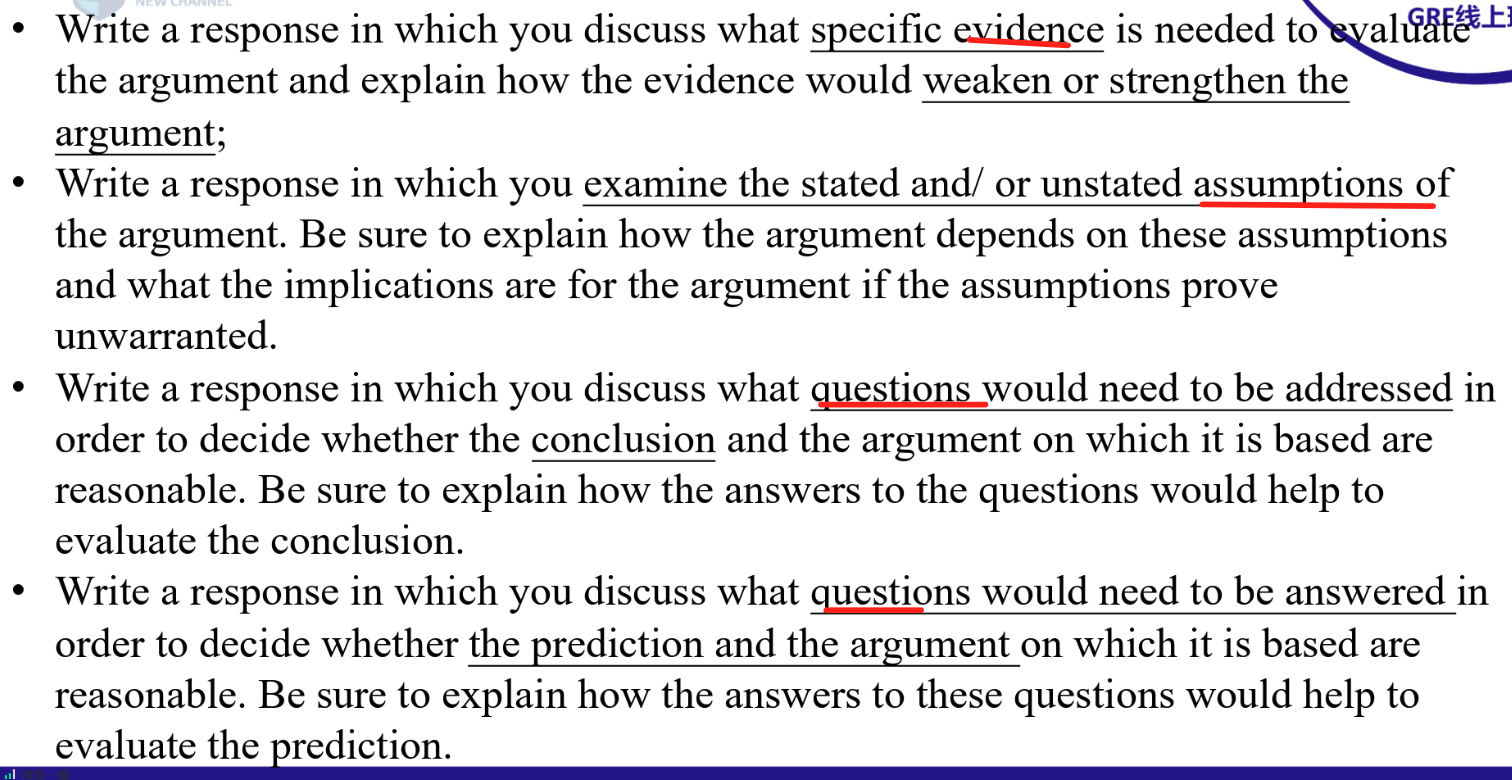 NEW CHANNEL
GRE线上
• Write a response in which you discuss what specific evidence is needed to evaluate
the argument and explain how the evidence would weaken or strengthen the
argument;
• Write a response in which you examine the stated and/ or unstated assumptions of
the argument. Be sure to explain how the argument depends on these assumptions
and what the implications are for the argument if the assumptions prove
unwarranted.
• Write a response in which you discuss what questions would need to be addressed in
order to decide whether the conclusion and the argument on which it is based are
reasonable. Be sure to explain how the answers to the questions would help to
evaluate the conclusion.
• Write a response in which you discuss what questions would need to be answered in
order to decide whether the prediction and the argument on which it is based are
reasonable. Be sure to explain how the answers to these questions would help to
evaluate the prediction.